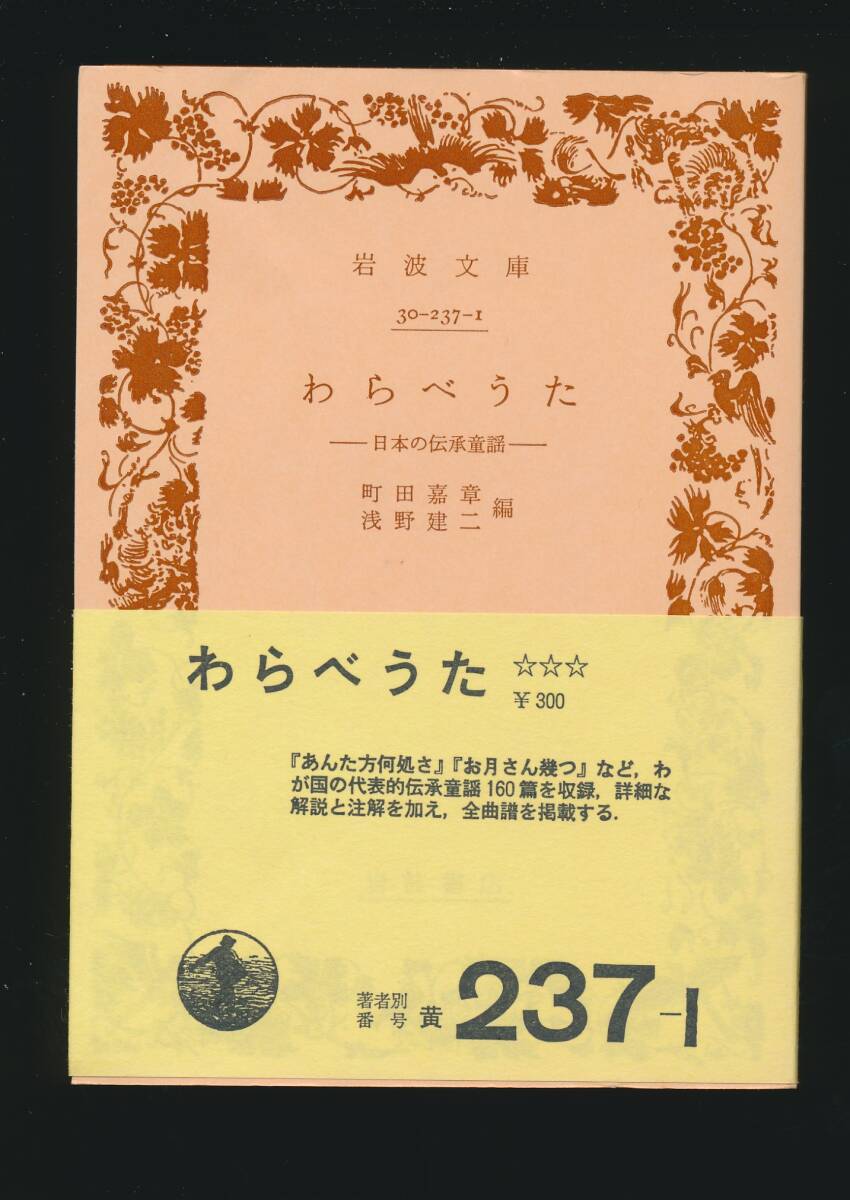 岩波文庫
30-237-1
わらべうた
―日本の伝承童謡―
町田嘉章
浅野建二 編
わらべうた ☆☆☆
¥300
『あんた方何処さ』『お月さん幾つ』など，わ
が国の代表的伝承童謡160篇を収録，詳細な
解説と注解を加え，全曲譜を掲載する．
著者別
番号 黄 237-1